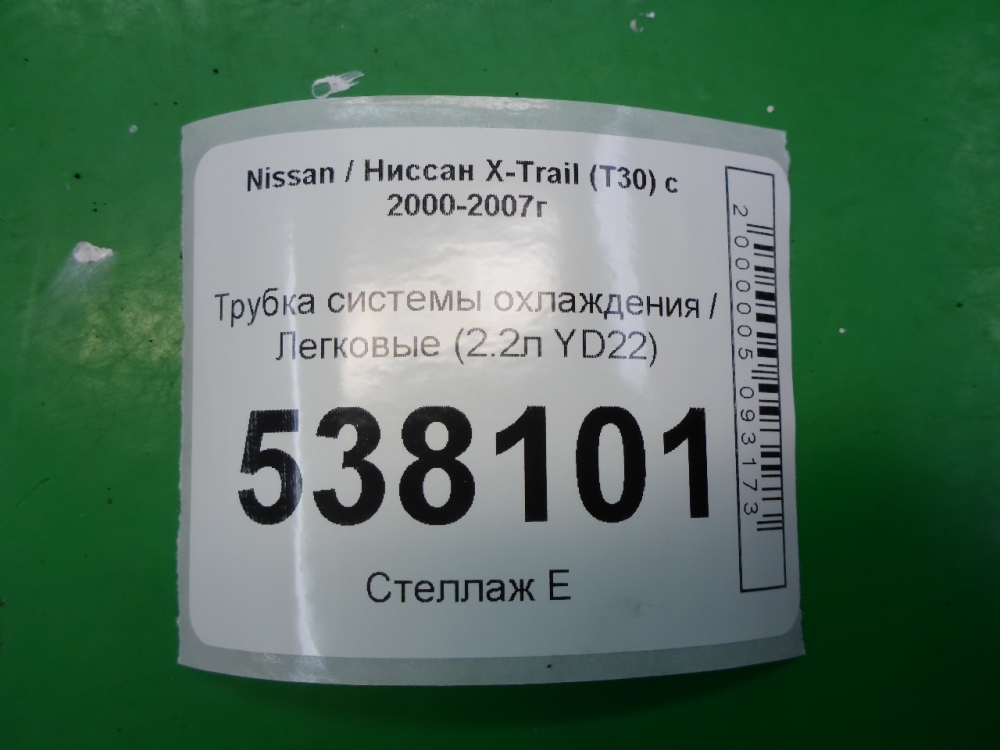 Nissan / Ниссан X-Trail (T30) с
2000-2007г
Трубка системы охлаждения /
Легковые (2.2л YD22)
538101
Стеллаж Е
2000005093173